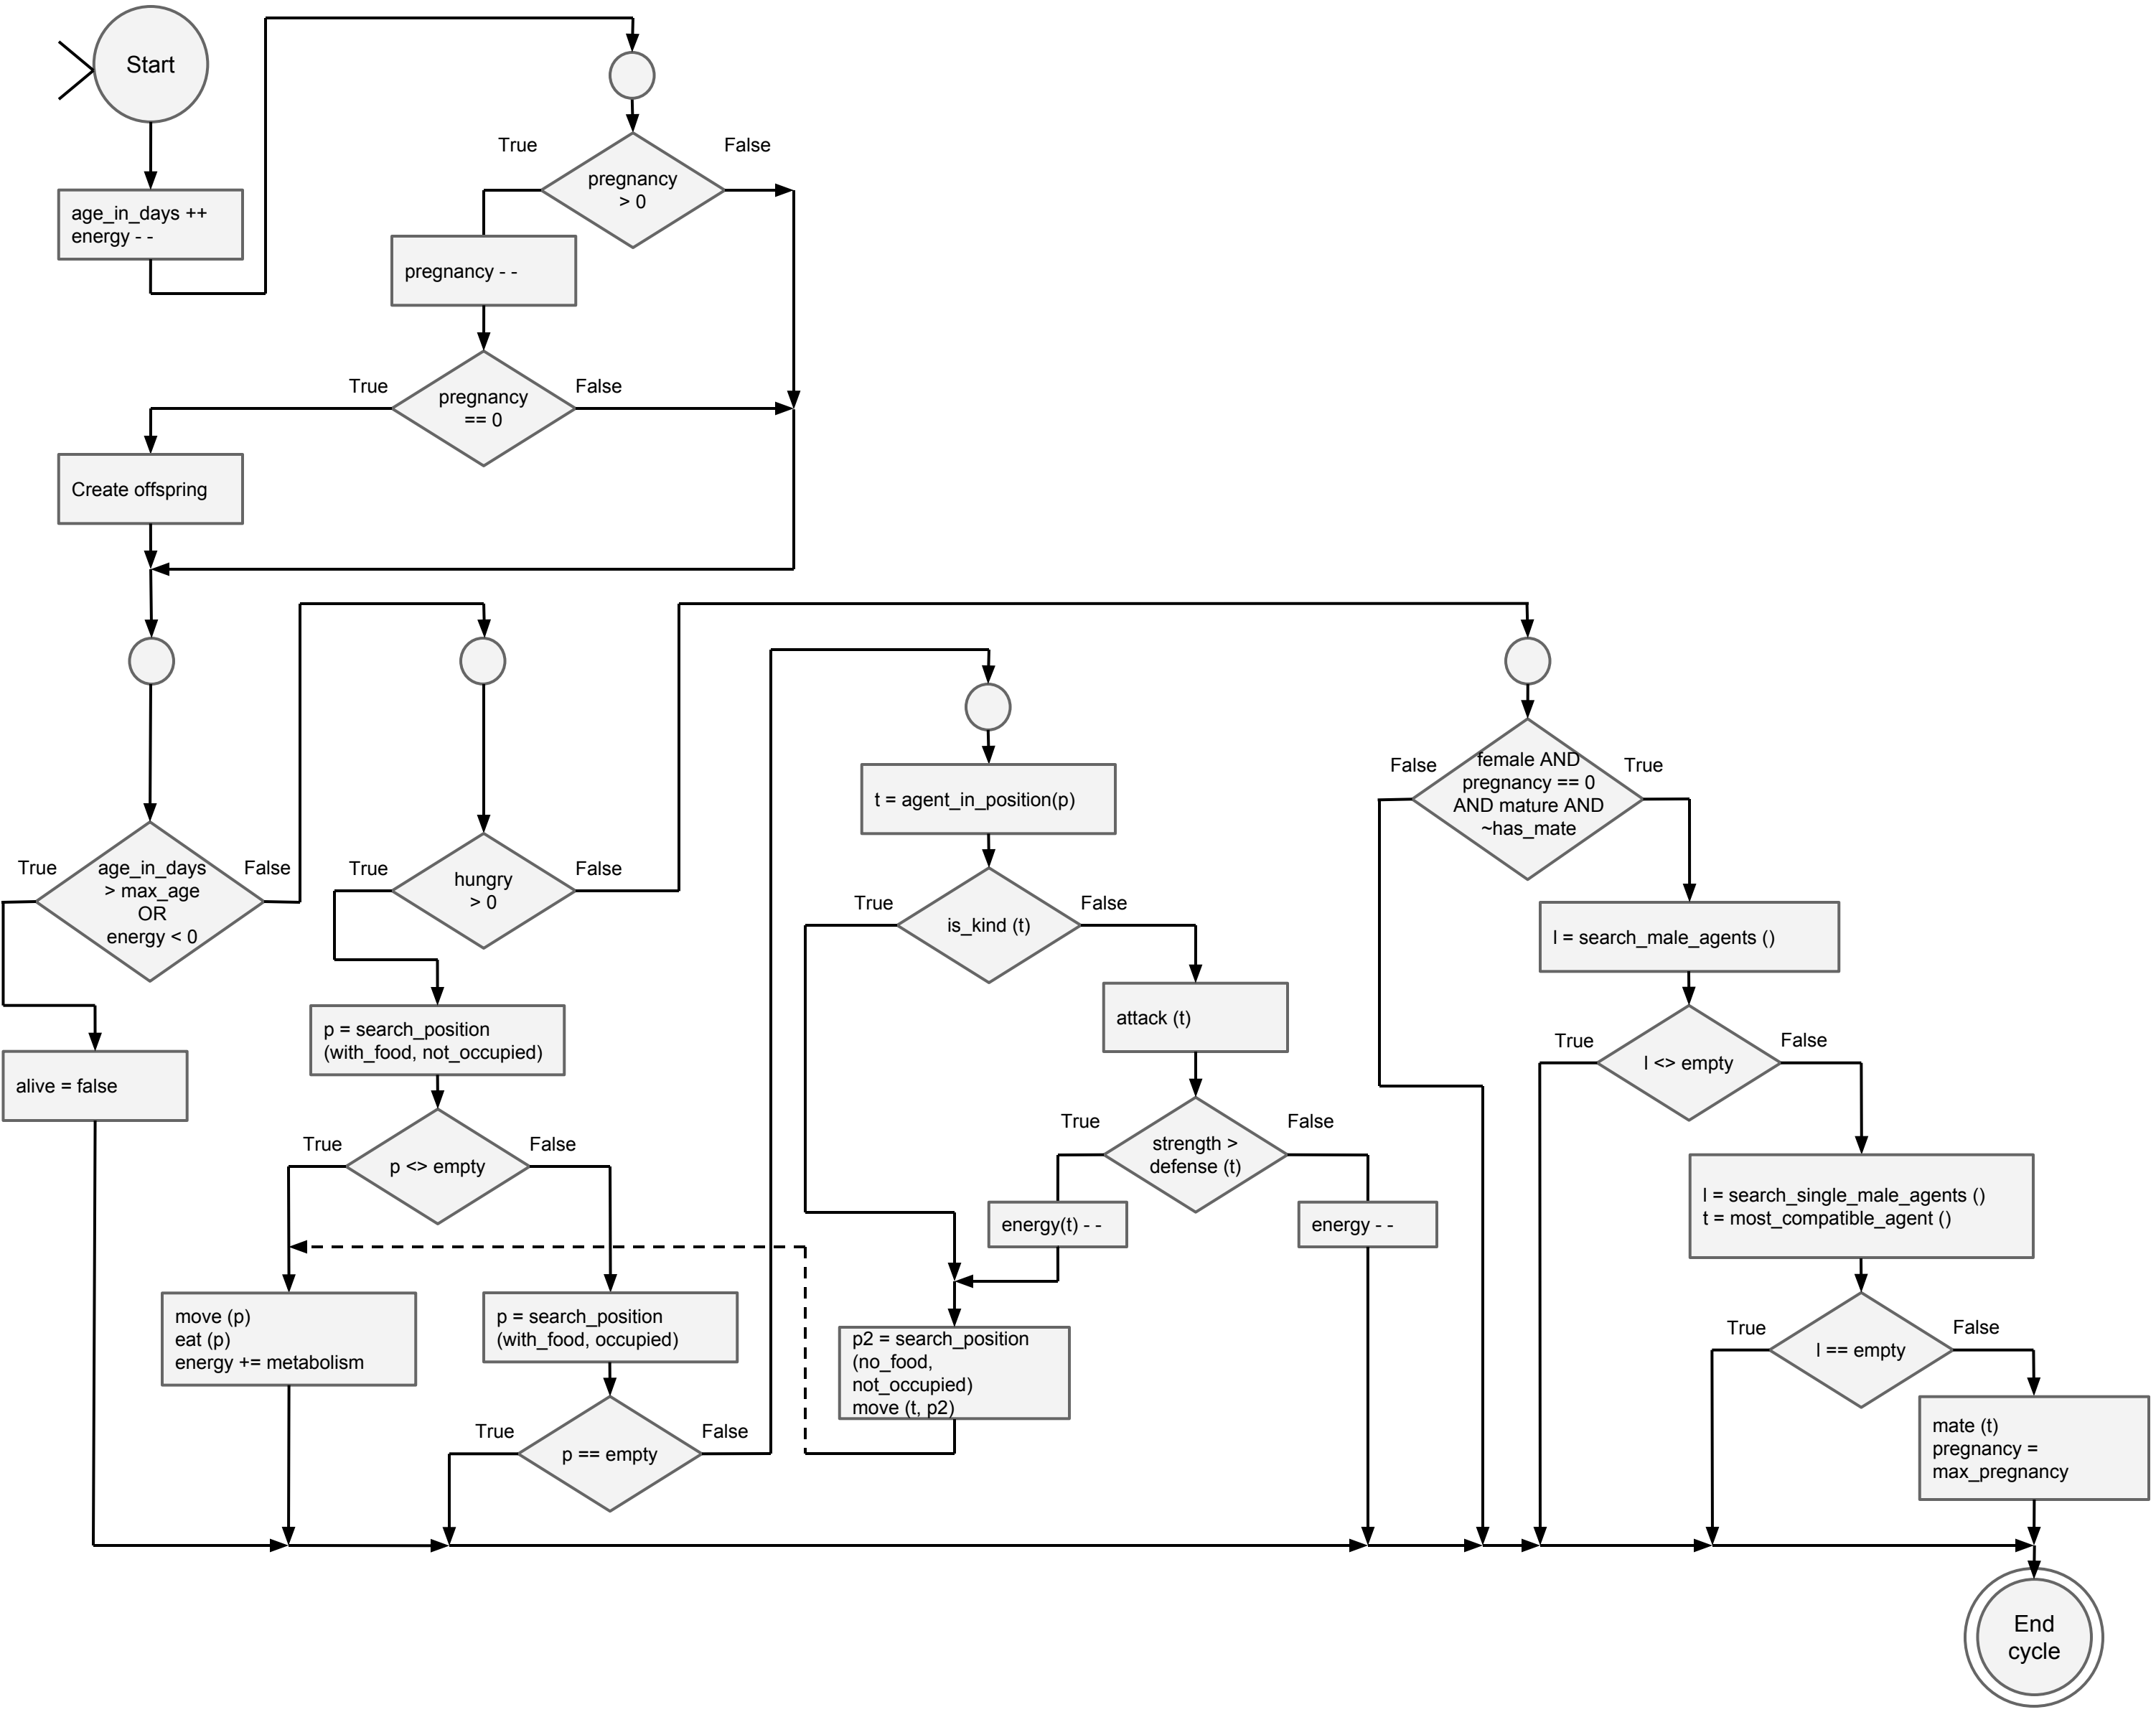 Start
age_in_days ++
energy - -
True
False
pregnancy
> 0
pregnancy - -
True
False
pregnancy
== 0
Create offspring
True
False
age_in_days
> max_age
OR
energy < 0
alive = false
True
False
hungry
> 0
p = search_position
(with_food, not_occupied)
True
False
p <> empty
move (p)
eat (p)
energy += metabolism
p = search_position
(with_food, occupied)
True
False
p == empty
t = agent_in_position(p)
True
False
is_kind (t)
attack (t)
True
False
strength >
defense (t)
energy(t) - -
energy - -
p2 = search_position
(no_food,
not_occupied)
move (t, p2)
False
True
female AND
pregnancy == 0
AND mature AND
~has_mate
l = search_male_agents ()
True
False
l <> empty
l = search_single_male_agents ()
t = most_compatible_agent ()
True
False
l == empty
mate (t)
pregnancy =
max_pregnancy
End
cycle